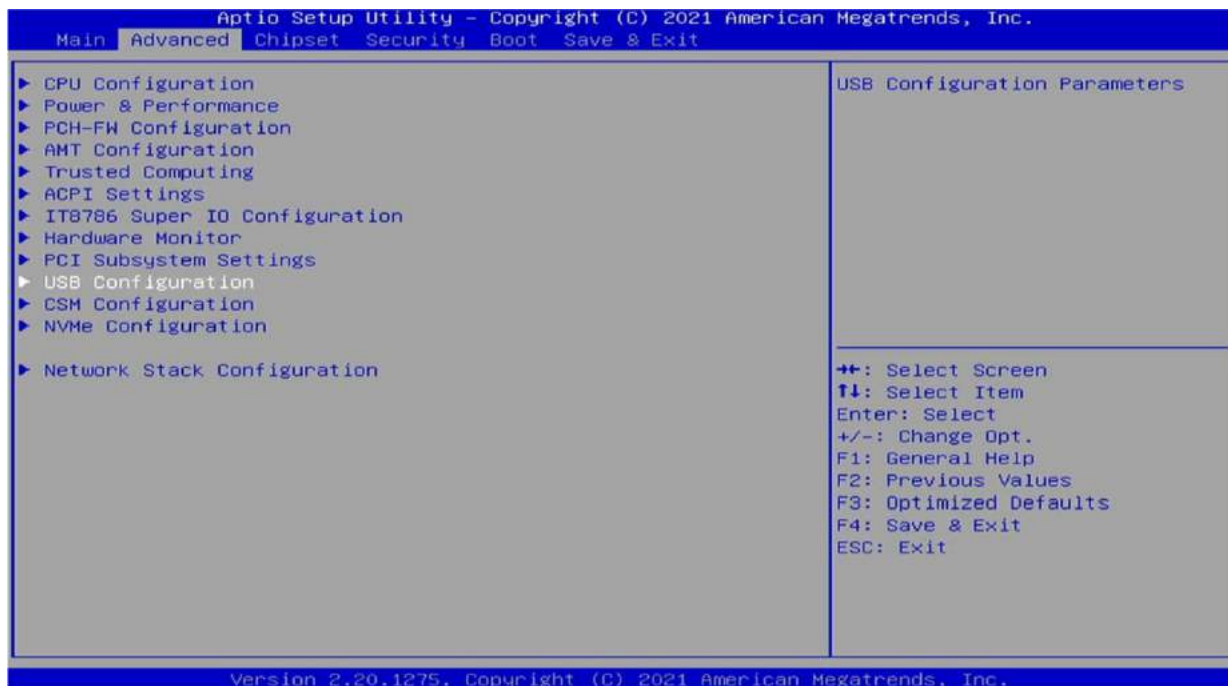 Aptio Setup Utility – Copyright (C) 2021 American Megatrends, Inc.
Main Advanced Chipset Security Boot Save & Exit
► CPU Configuration
► Power & Performance
► PCH-FW Configuration
► AMT Configuration
► Trusted Computing
► ACPI Settings
► IT8786 Super IO Configuration
► Hardware Monitor
► PCI Subsystem Settings
► USB Configuration
► CSM Configuration
► NVMe Configuration
► Network Stack Configuration
USB Configuration Parameters
→←: Select Screen
↑↓: Select Item
Enter: Select
+/-: Change Opt.
F1: General Help
F2: Previous Values
F3: Optimized Defaults
F4: Save & Exit
ESC: Exit
Version 2.20.1275. Copyright (C) 2021 American Megatrends, Inc.